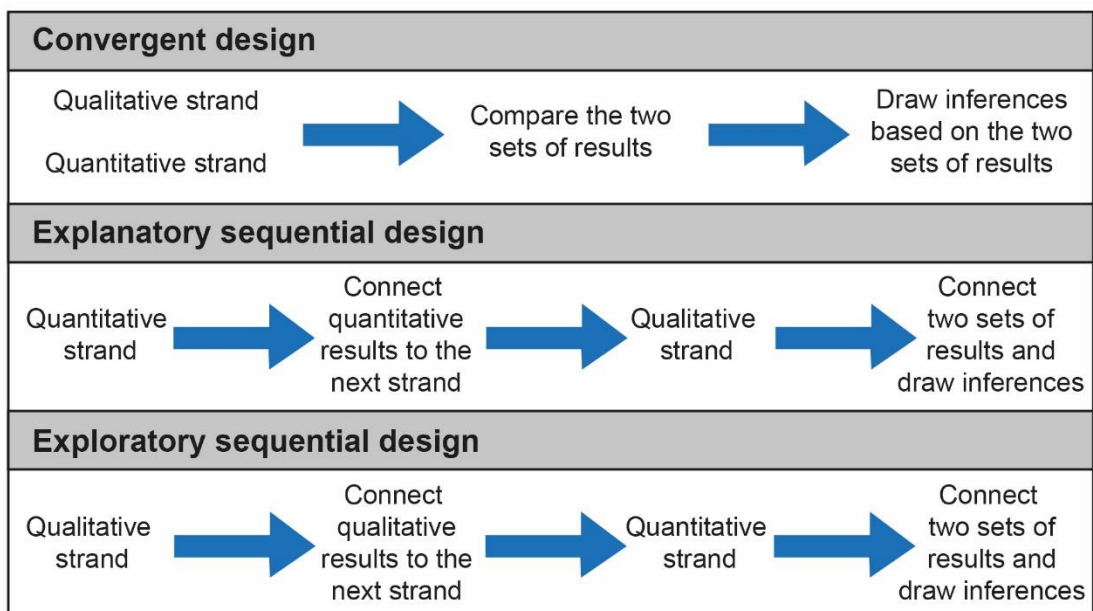 Convergent design
Qualitative strand
Quantitative strand
Compare the two
sets of results
Draw inferences
based on the two
sets of results
Explanatory sequential design
Quantitative
strand
Connect
quantitative
results to the
next strand
Qualitative
strand
Connect
two sets of
results and
draw inferences
Exploratory sequential design
Qualitative
strand
Connect
qualitative
results to the
next strand
Quantitative
strand
Connect
two sets of
results and
draw inferences